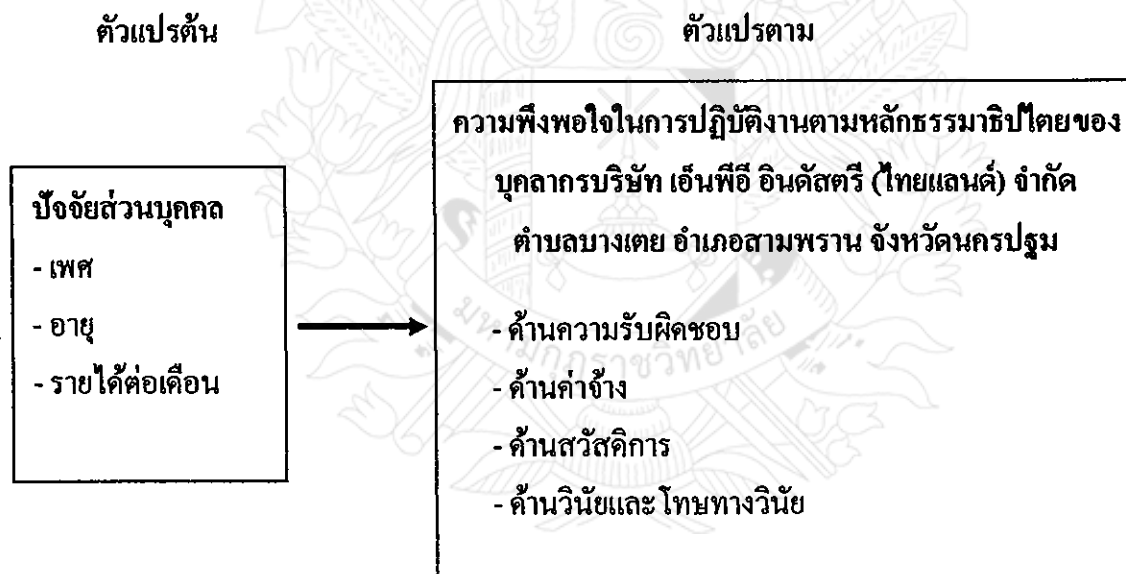 ตัวแปรต้น
ตัวแปรตาม
ปัจจัยส่วนบุคคล
- เพศ
- อายุ
- รายได้ต่อเดือน
ความพึงพอใจในการปฏิบัติงานตามหลักธรรมาธิปไตยของ
บุคลากรบริษัท เอ็นพีอี อินดัสตรี (ไทยแลนด์) จำกัด
ตำบลบางเตย อำเภอสามพราน จังหวัดนครปฐม
- ด้านความรับผิดชอบ
- ด้านค่าจ้าง
- ด้านสวัสดิการ
- ด้านวินัยและโทษทางวินัย